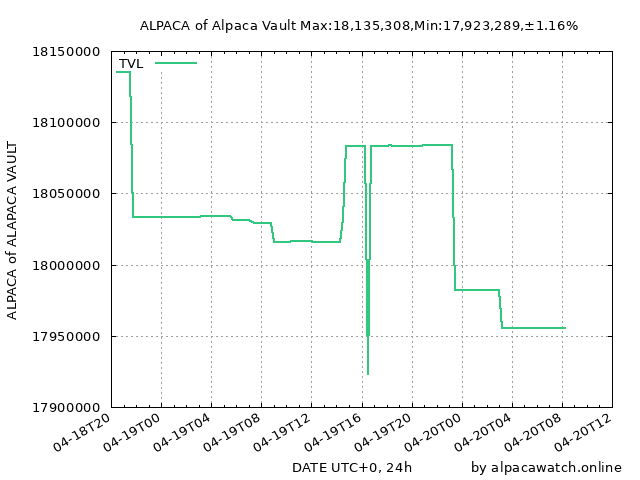 ALPACA of Alpaca Vault Max:18,135,308,Min:17,923,289,±1.16%
18150000
TVL
18100000
18050000
18000000
17950000
17900000
ALPACA of ALAPACA VAULT
04-18T20
04-19T00
04-19T04
04-19T08
04-19T12
04-19T16
04-19T20
04-20T00
04-20T04
04-20T08
04-20T12
DATE UTC+0, 24h
by alpacawatch.online